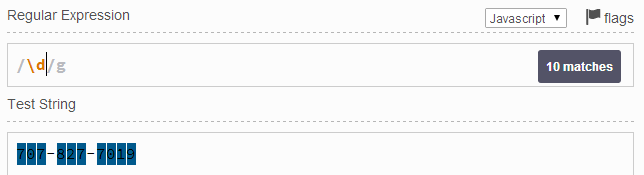 Regular Expression
Javascript
flags
/\d/g
10 matches
Test String
707-827-7019